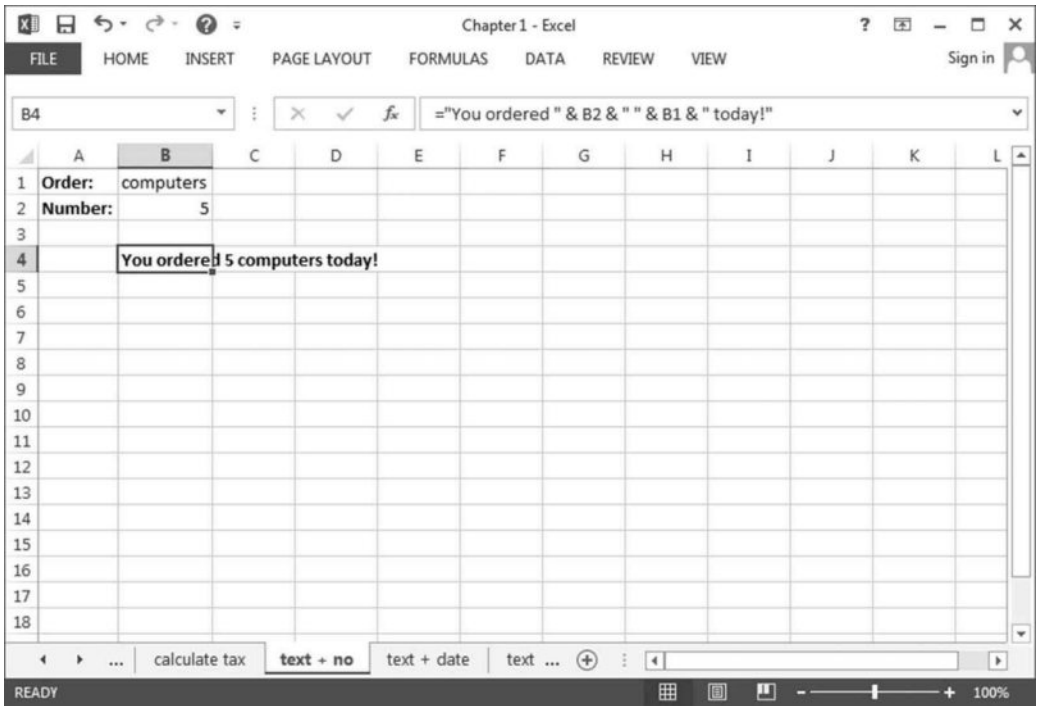 Chapter 1 - Excel
FILE HOME INSERT PAGE LAYOUT FORMULAS DATA REVIEW VIEW Sign in
B4 fx ="You ordered " & B2 & " " & B1 & " today!"
A B C D E F G H I J K L
1 Order: computers
2 Number: 5
3
4 You ordered 5 computers today!
5
6
7
8
9
10
11
12
13
14
15
16
17
18
... calculate tax text + no text + date text ...
READY 100%